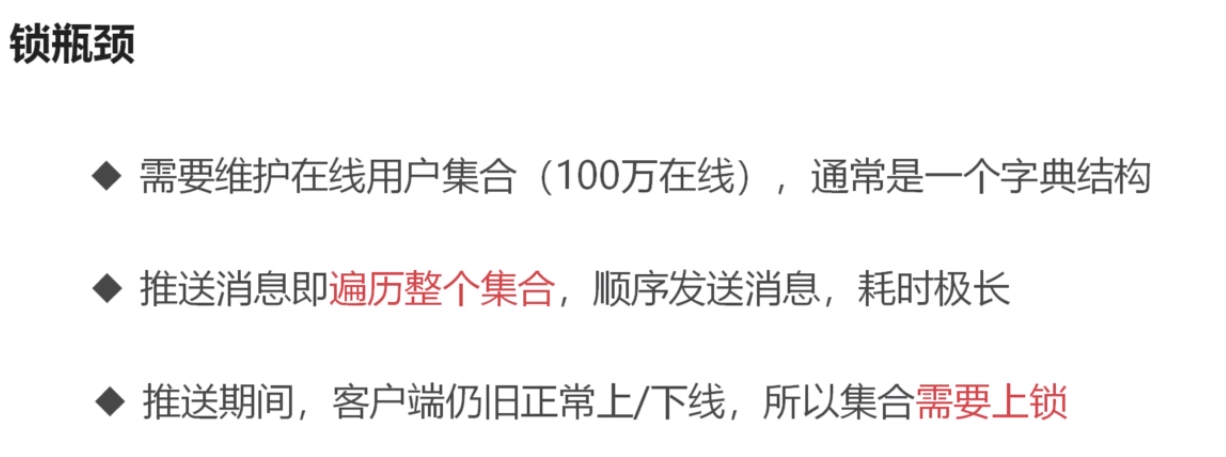 锁瓶颈
◆ 需要维护在线用户集合（100万在线），通常是一个字典结构
◆ 推送消息即遍历整个集合，顺序发送消息，耗时极长
◆ 推送期间，客户端仍旧正常上/下线，所以集合需要上锁